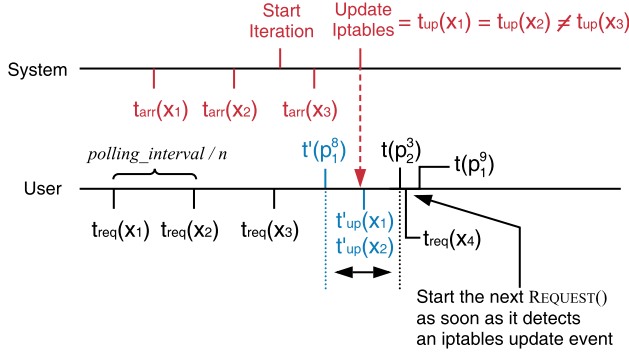 Start
Iteration
Update
Iptables
= tup(x1) = tup(x2) ≠ tup(x3)
System
tarr(x1)
tarr(x2)
tarr(x3)
polling_interval / n
t'(p₁⁸)
t(p₂³)
t(p₁⁹)
User
treq(x1)
treq(x2)
treq(x3)
t'up(x1)
t'up(x2)
treq(x4)
Start the next REQUEST()
as soon as it detects
an iptables update event